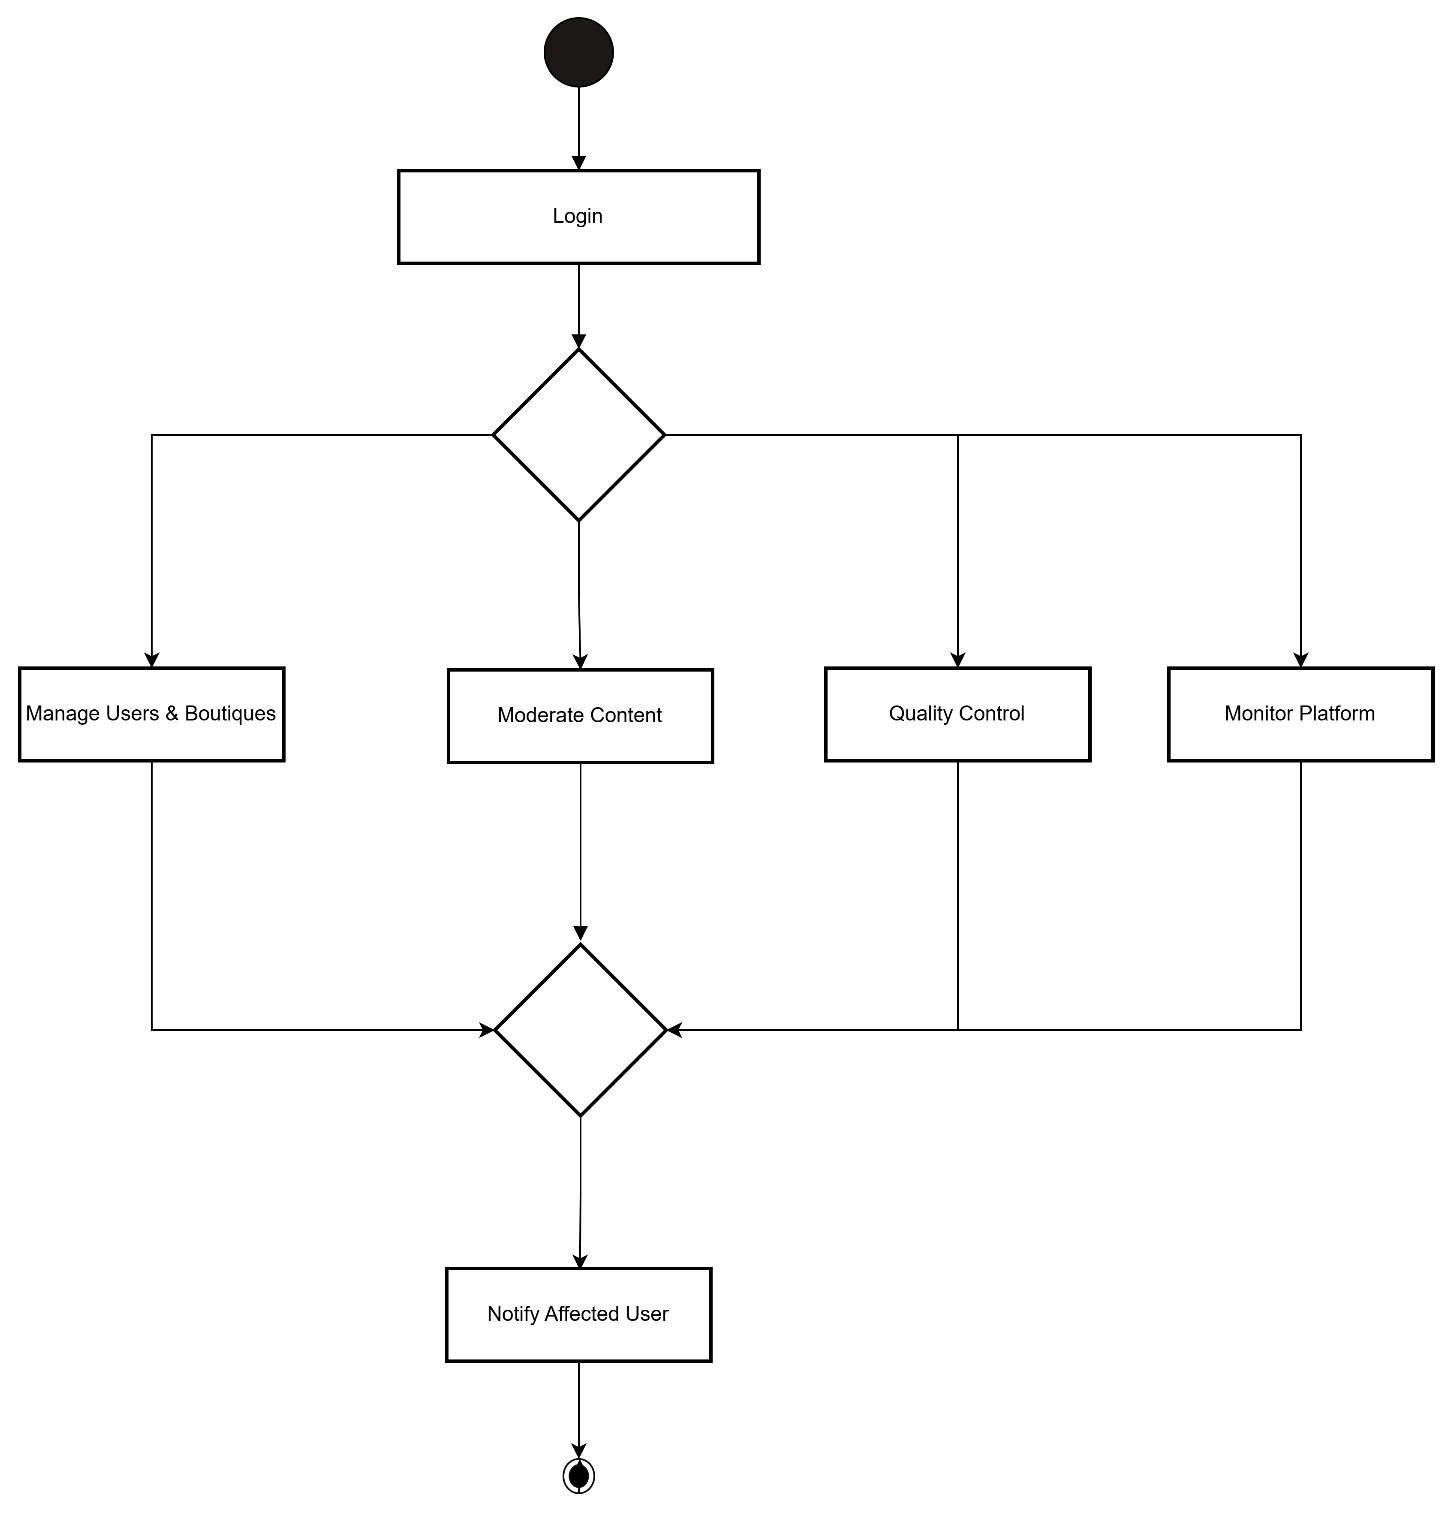 Login
Manage Users & Boutiques
Moderate Content
Quality Control
Monitor Platform
Notify Affected User